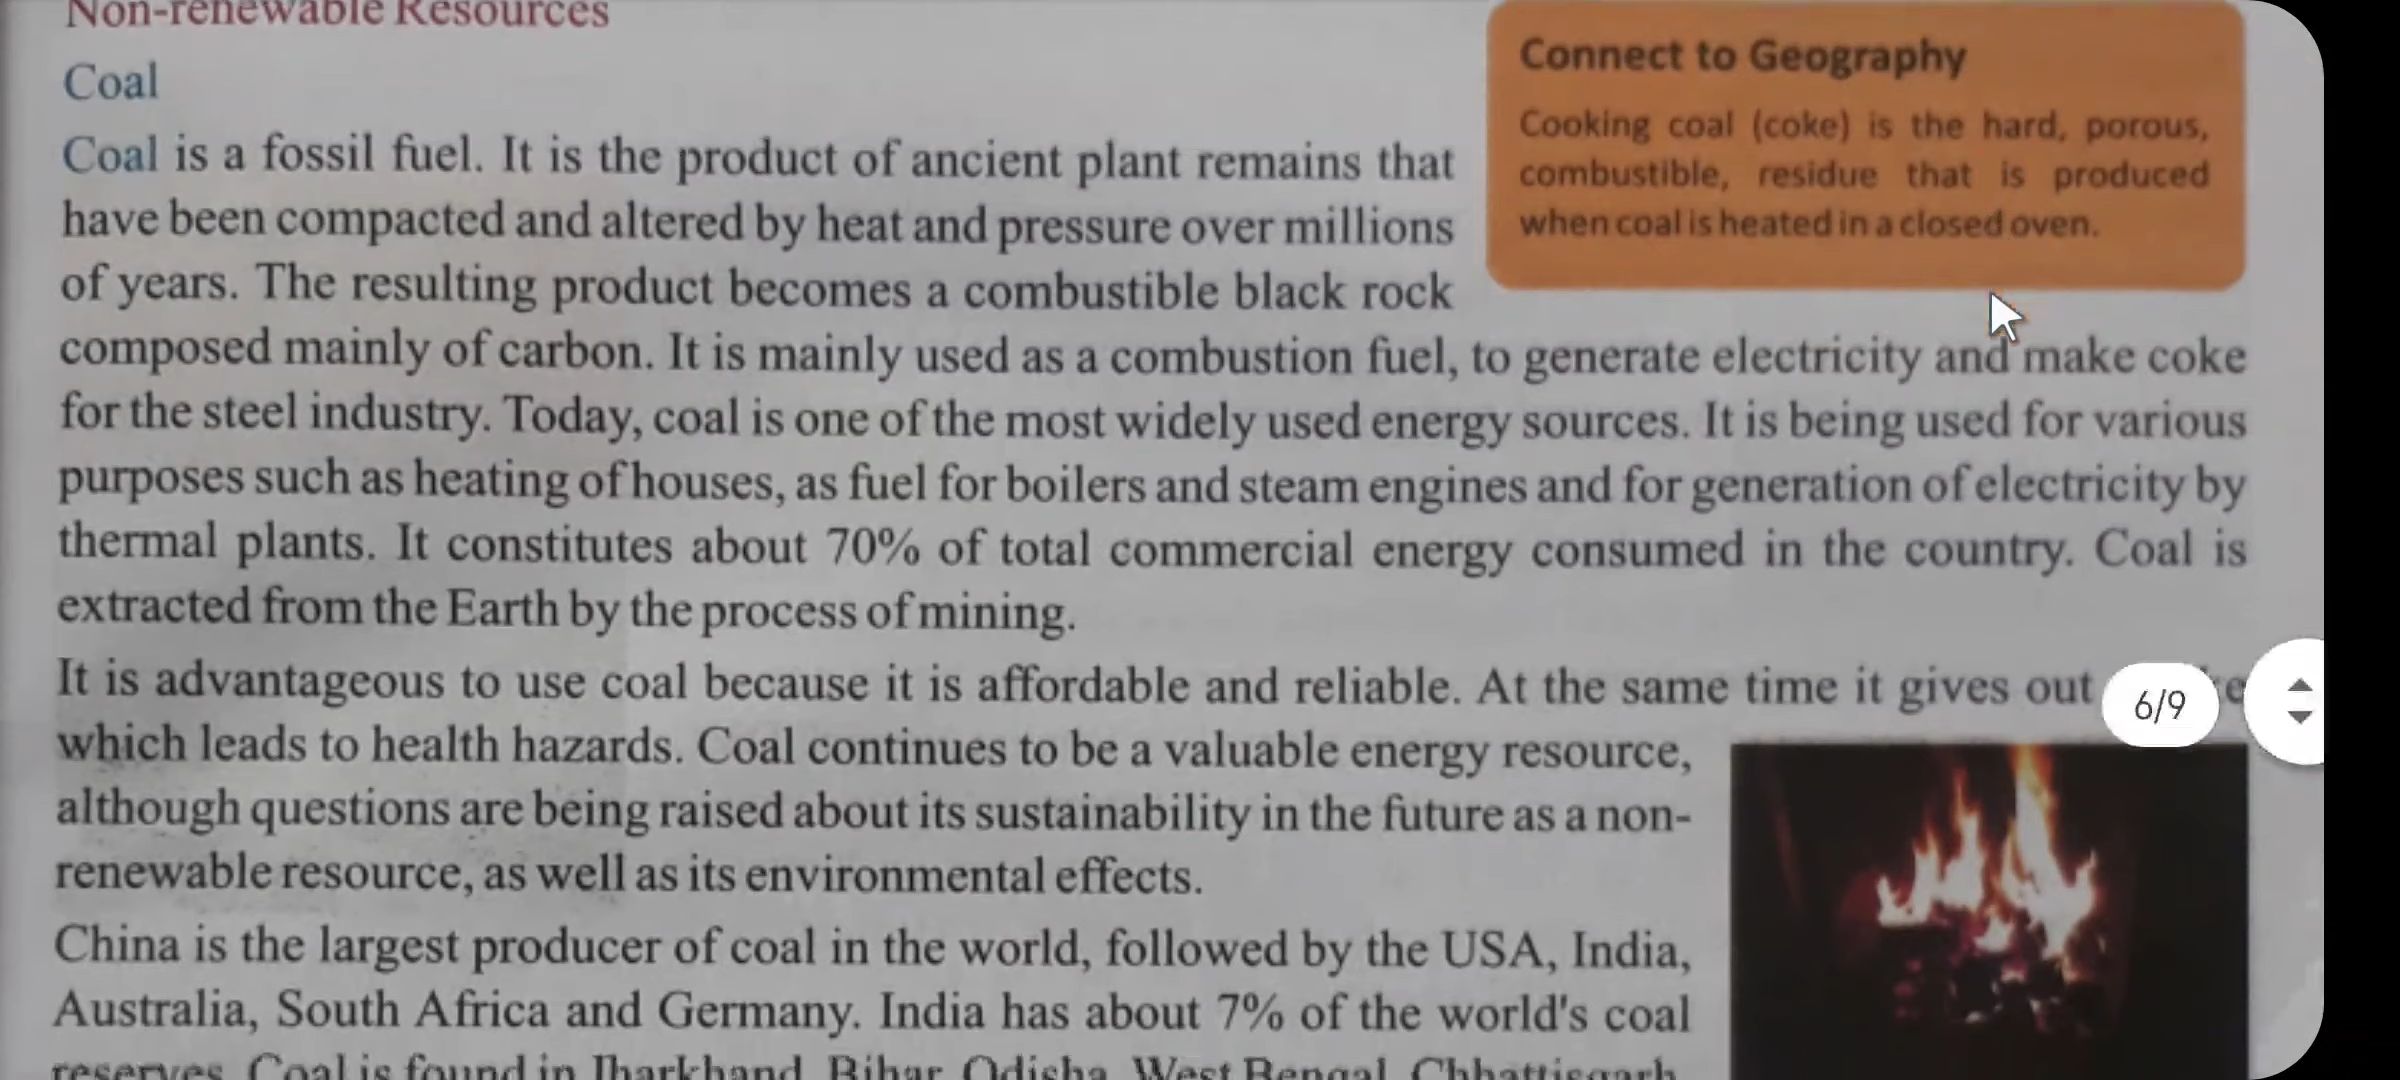 Non-renewable Resources
Coal
Coal is a fossil fuel. It is the product of ancient plant remains that
have been compacted and altered by heat and pressure over millions
of years. The resulting product becomes a combustible black rock
composed mainly of carbon. It is mainly used as a combustion fuel, to generate electricity and make coke
for the steel industry. Today, coal is one of the most widely used energy sources. It is being used for various
purposes such as heating of houses, as fuel for boilers and steam engines and for generation of electricity by
thermal plants. It constitutes about 70% of total commercial energy consumed in the country. Coal is
extracted from the Earth by the process of mining.
It is advantageous to use coal because it is affordable and reliable. At the same time it gives out
which leads to health hazards. Coal continues to be a valuable energy resource,
although questions are being raised about its sustainability in the future as a non-
renewable resource, as well as its environmental effects.
China is the largest producer of coal in the world, followed by the USA, India,
Australia, South Africa and Germany. India has about 7% of the world's coal
reserves. Coal is found in Jharkhand, Bihar, Odisha, West Bengal, Chhattisgarh,
Connect to Geography
Cooking coal (coke) is the hard, porous,
combustible, residue that is produced
when coal is heated in a closed oven.
6/9